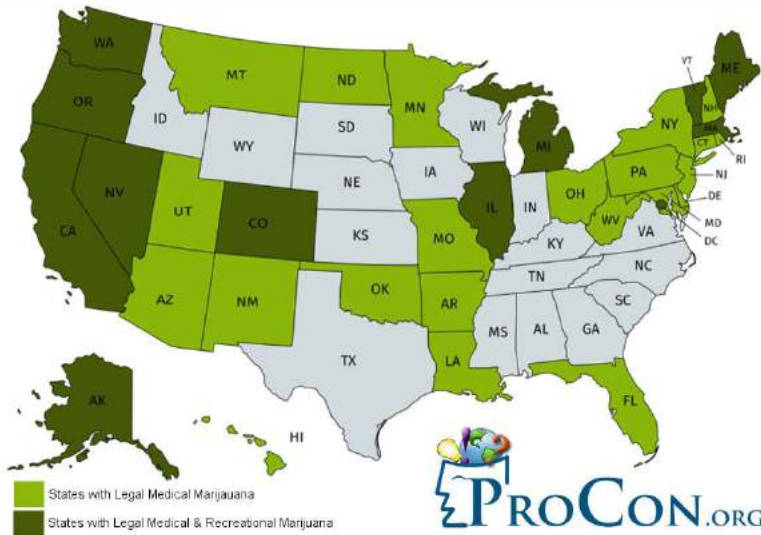 WA
OR
CA
NV
ID
MT
WY
UT
CO
AZ
NM
ND
SD
NE
KS
OK
TX
MN
IA
MO
AR
LA
WI
IL
MI
IN
OH
KY
TN
MS
AL
GA
FL
SC
NC
VA
WV
PA
NY
VT
NH
ME
MA
CT
RI
NJ
DE
MD
DC
AK
HI
States with Legal Medical Marijauana
States with Legal Medical & Recreational Marijuana
PROCON.ORG